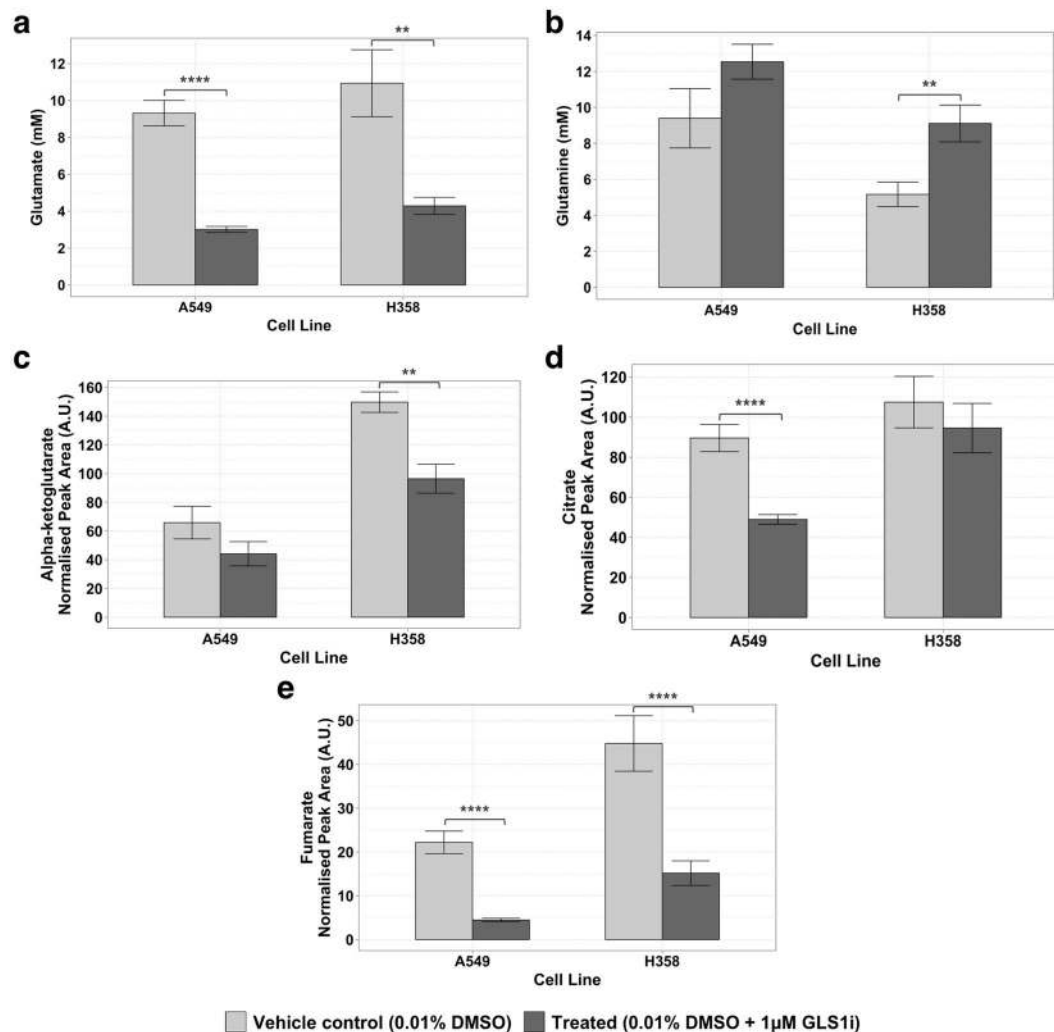 a
**
****
Glutamate (mM)
12
10
8
6
4
2
0
A549
H358
Cell Line
b
**
Glutamine (mM)
14
12
10
8
6
4
2
0
A549
H358
Cell Line
c
**
Alpha-ketoglutarate
Normalised Peak Area (A.U.)
160
140
120
100
80
60
40
20
0
A549
H358
Cell Line
d
****
Citrate
Normalised Peak Area (A.U.)
120
100
80
60
40
20
0
A549
H358
Cell Line
e
****
****
Fumarate
Normalised Peak Area (A.U.)
50
40
30
20
10
0
A549
H358
Cell Line
Vehicle control (0.01% DMSO)
Treated (0.01% DMSO + 1µM GLS1i)